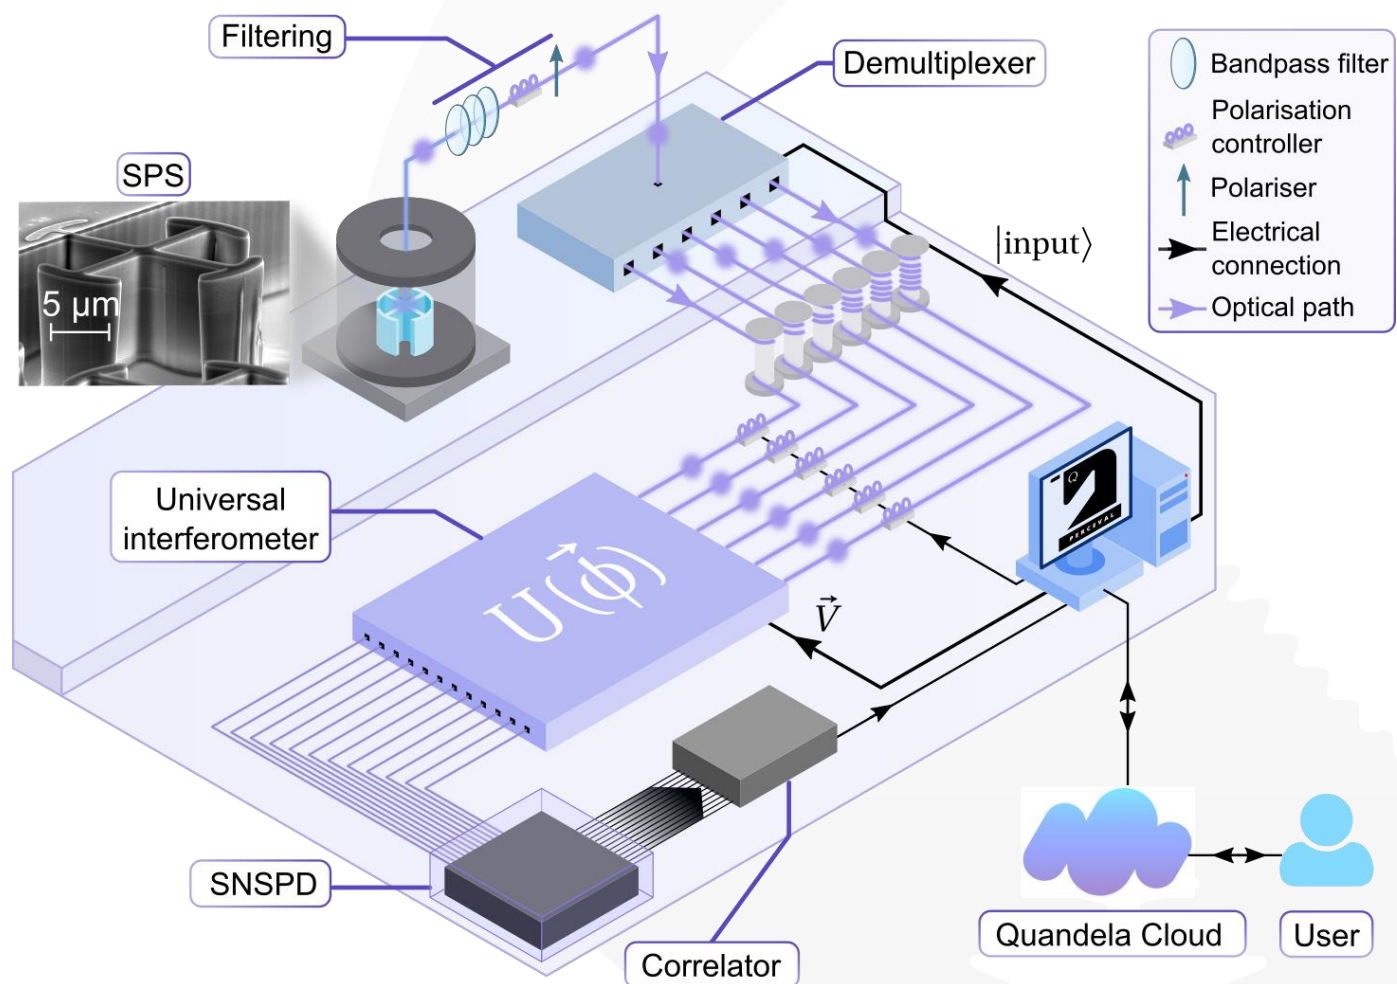 Filtering
Demultiplexer
Bandpass filter
Polarisation
controller
Polariser
Electrical
connection
Optical path
SPS
5 μm
|input⟩
Universal
interferometer
U(ϕ⃗)
V⃗
Q
PERCEVAL
SNSPD
Correlator
Quandela Cloud
User